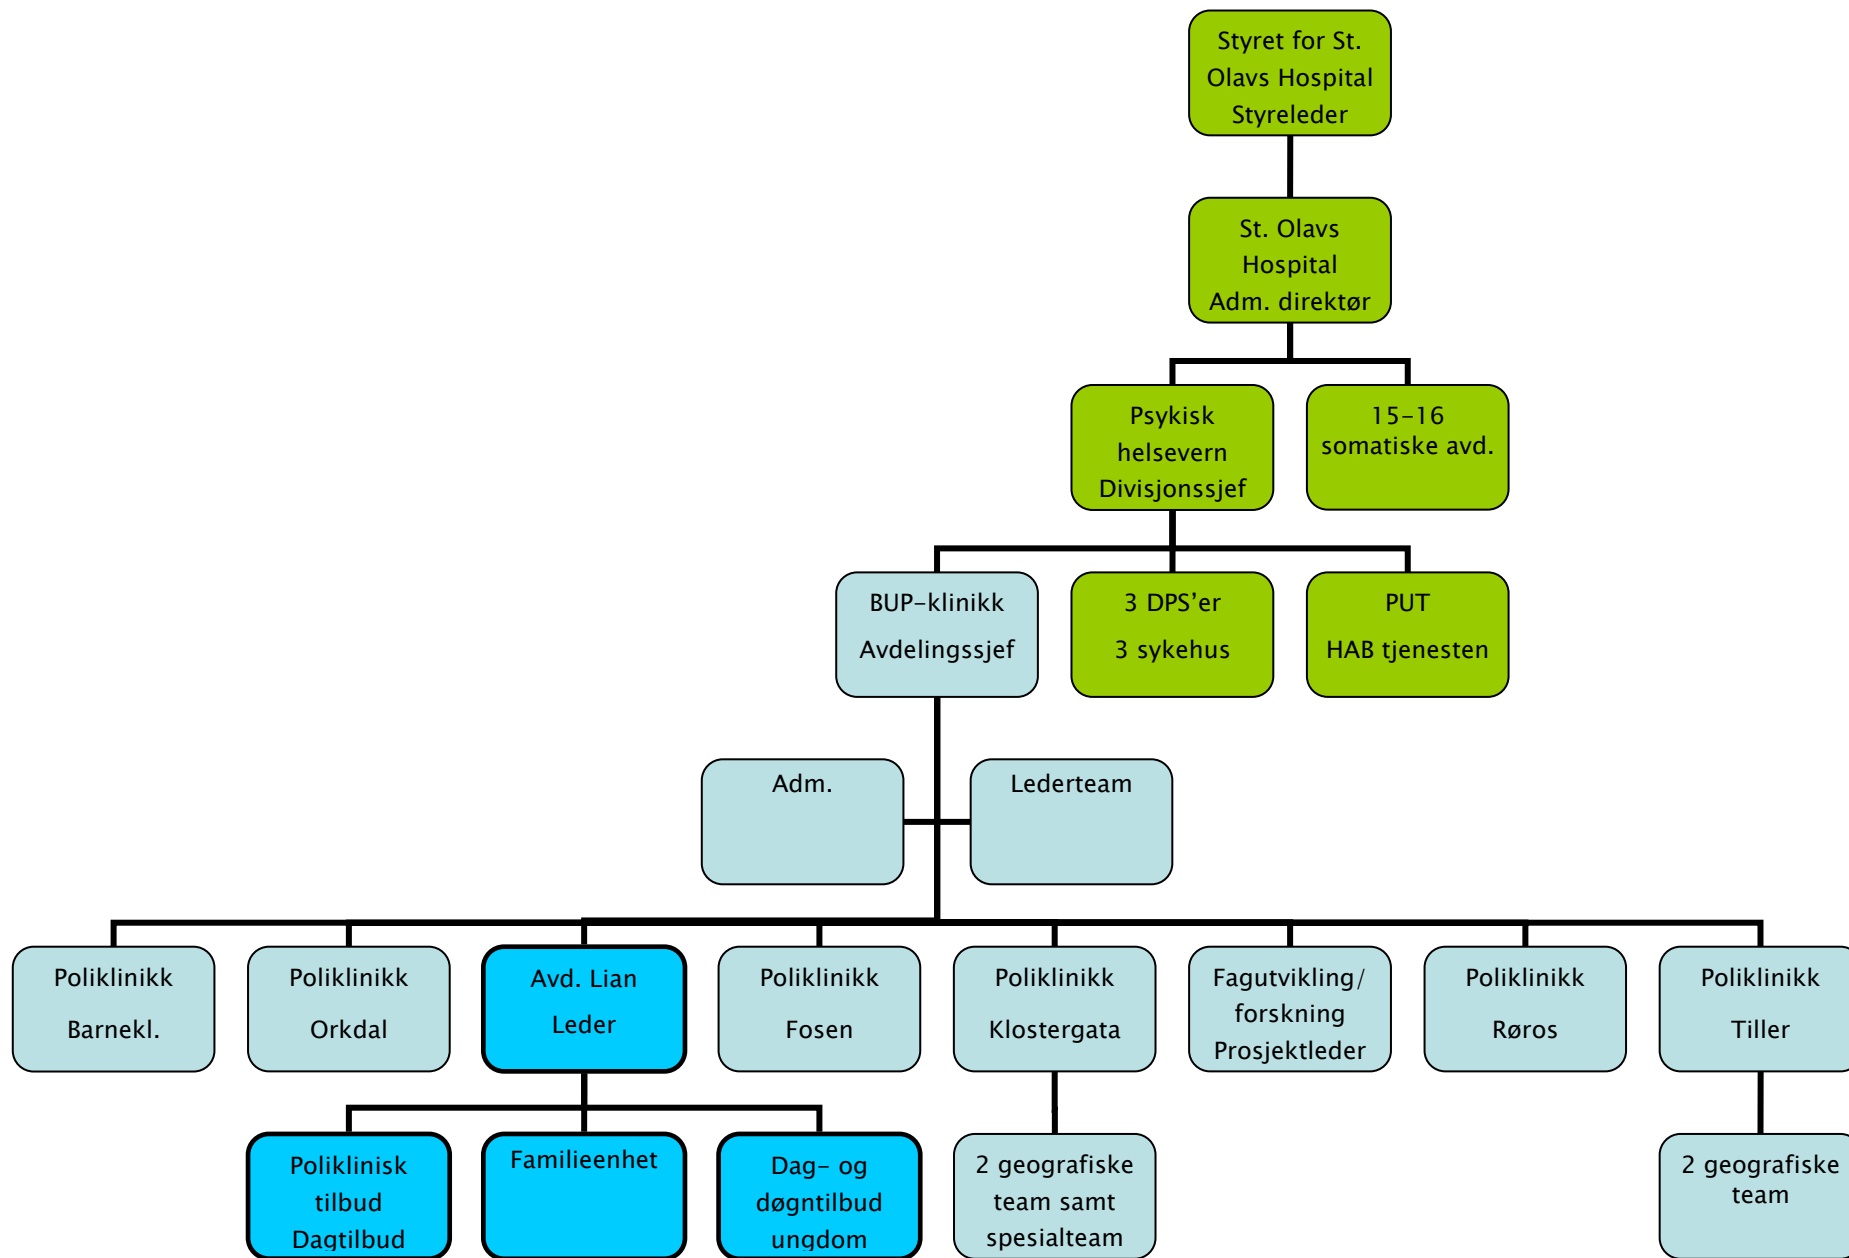 Styret for St.
Olavs Hospital
Styreleder
St. Olavs
Hospital
Adm. direktør
Psykisk
helsevern
Divisjonssjef
15–16
somatiske avd.
BUP–klinikk
Avdelingssjef
3 DPS’er
3 sykehus
PUT
HAB tjenesten
Adm.
Lederteam
Poliklinikk
Barnekl.
Poliklinikk
Orkdal
Avd. Lian
Leder
Poliklinikk
Fosen
Poliklinikk
Klostergata
Fagutvikling/
forskning
Prosjektleder
Poliklinikk
Røros
Poliklinikk
Tiller
Poliklinisk
tilbud
Dagtilbud
Familieenhet
Dag– og
døgntilbud
ungdom
2 geografiske
team samt
spesialteam
2 geografiske
team